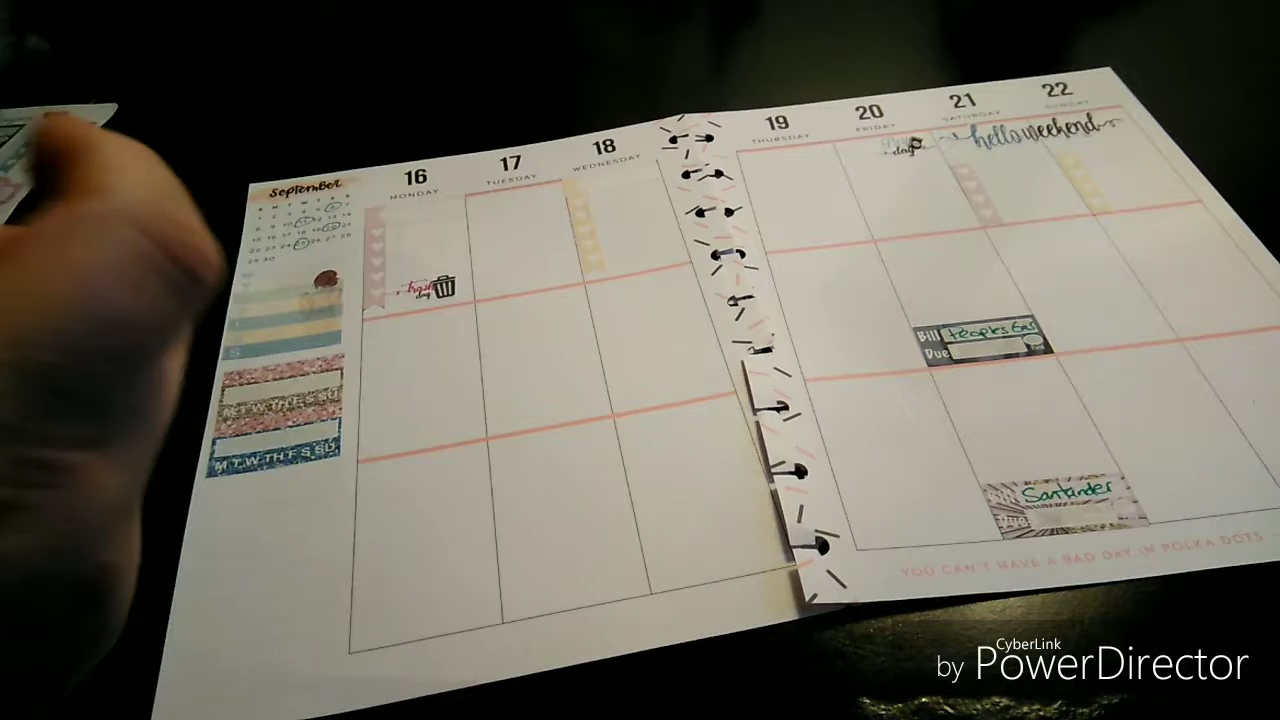 September
16
MONDAY
17
TUESDAY
18
WEDNESDAY
19
THURSDAY
20
FRIDAY
21
SATURDAY
22
SUNDAY
trash
day
day
hello weekend
M T W TH F S SU
M T W TH F S SU
Bill Peoples Gas
Due
Santander
Due
YOU CAN'T HAVE A BAD DAY IN POLKA DOTS
CyberLink
by PowerDirector